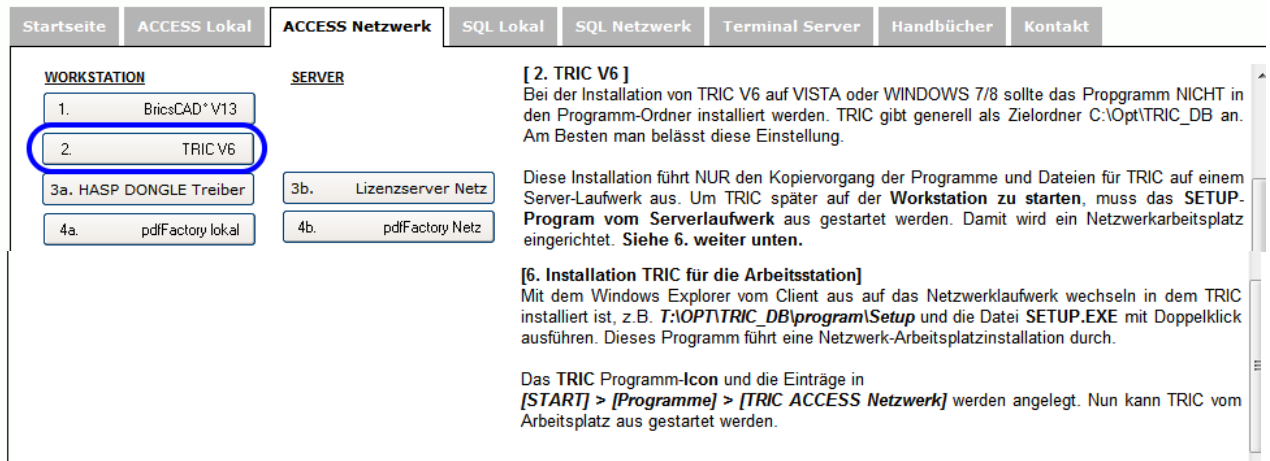 Startseite ACCESS Lokal ACCESS Netzwerk SQL Lokal SQL Netzwerk Terminal Server Handbücher Kontakt
WORKSTATION
1. BricsCAD® V13
2. TRIC V6
3a. HASP DONGLE Treiber
4a. pdfFactory lokal
SERVER
3b. Lizenzserver Netz
4b. pdfFactory Netz
[ 2. TRIC V6 ]
Bei der Installation von TRIC V6 auf VISTA oder WINDOWS 7/8 sollte das Propgramm NICHT in
den Programm-Ordner installiert werden. TRIC gibt generell als Zielordner C:\Opt\TRIC_DB an.
Am Besten man belässt diese Einstellung.
Diese Installation führt NUR den Kopiervorgang der Programme und Dateien für TRIC auf einem
Server-Laufwerk aus. Um TRIC später auf der Workstation zu starten, muss das SETUP-
Program vom Serverlaufwerk aus gestartet werden. Damit wird ein Netzwerkarbeitsplatz
eingerichtet. Siehe 6. weiter unten.
[6. Installation TRIC für die Arbeitsstation]
Mit dem Windows Explorer vom Client aus auf das Netzwerklaufwerk wechseln in dem TRIC
installiert ist, z.B. T:\OPT\TRIC_DB\program\Setup und die Datei SETUP.EXE mit Doppelklick
ausführen. Dieses Programm führt eine Netzwerk-Arbeitsplatzinstallation durch.
Das TRIC Programm-Icon und die Einträge in
[START] > [Programme] > [TRIC ACCESS Netzwerk] werden angelegt. Nun kann TRIC vom
Arbeitsplatz aus gestartet werden.